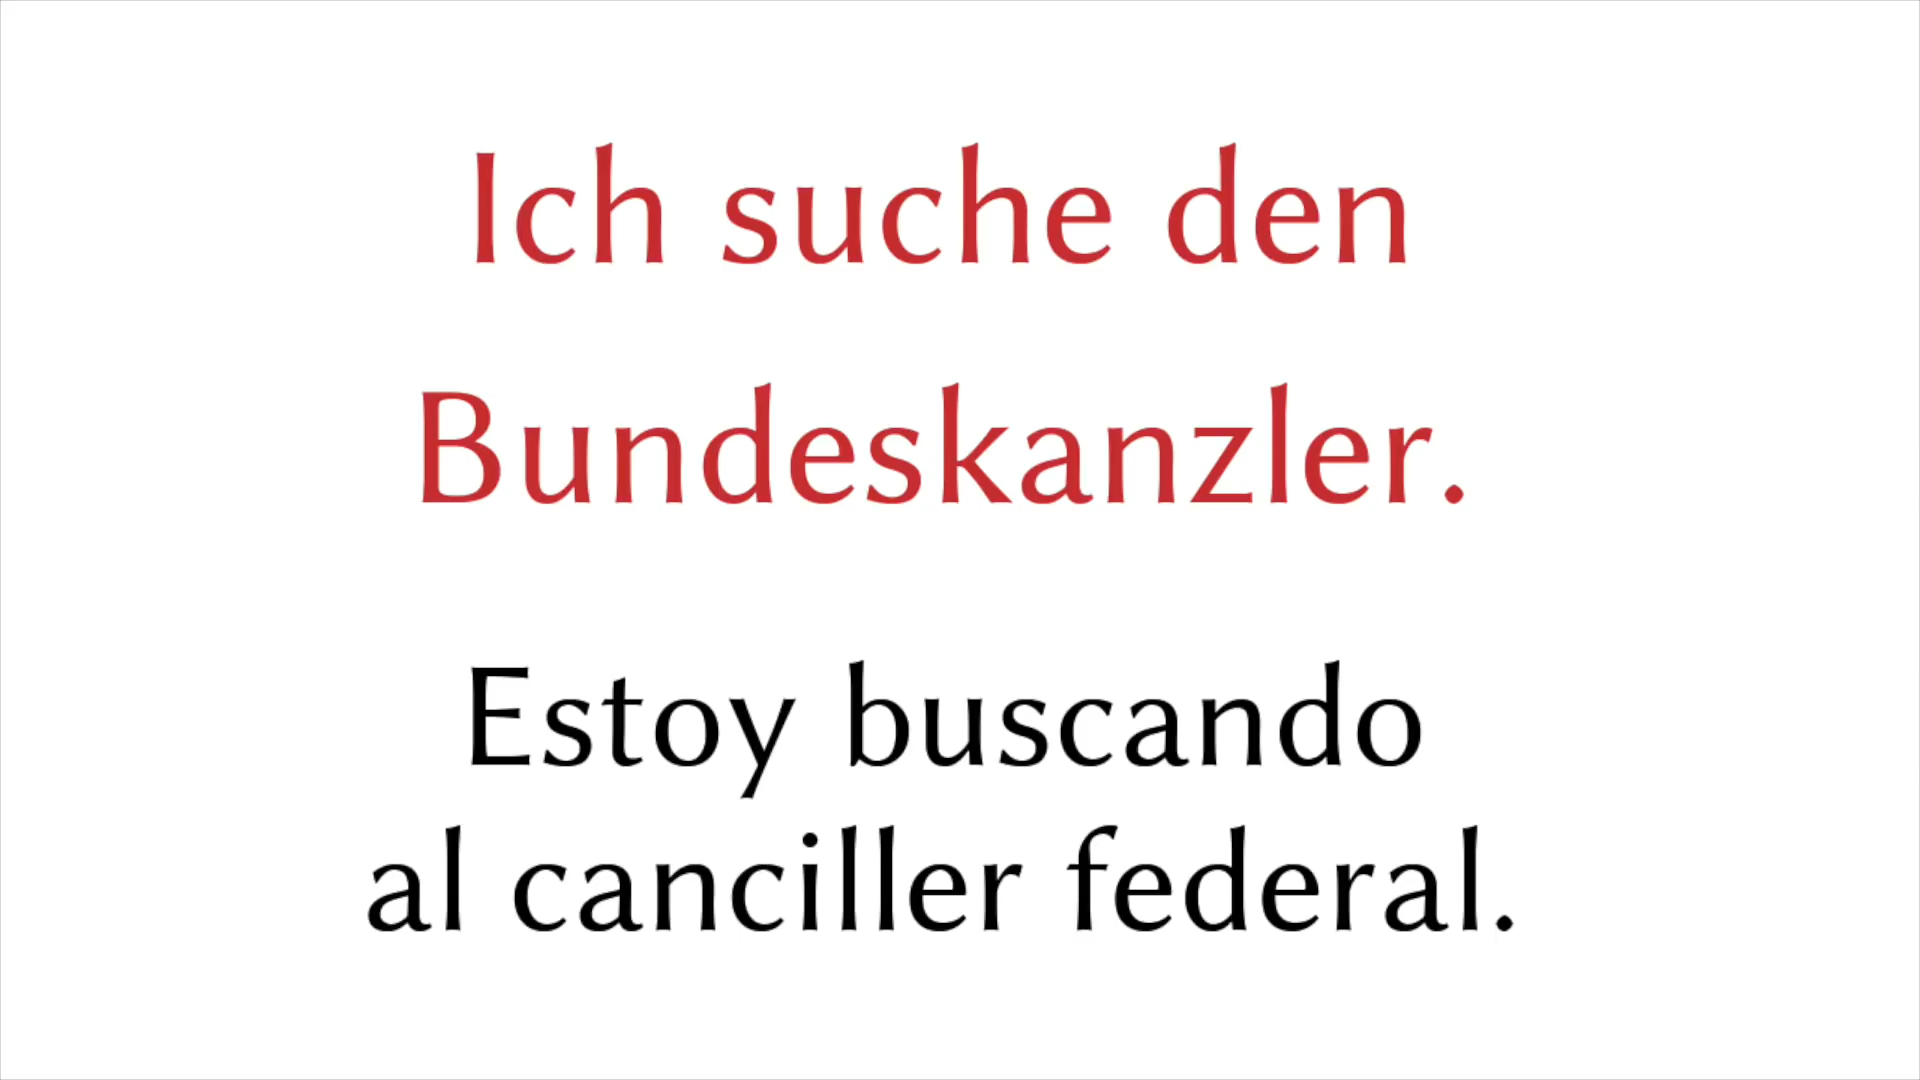 Ich suche den
Bundeskanzler.
Estoy buscando
al canciller federal.